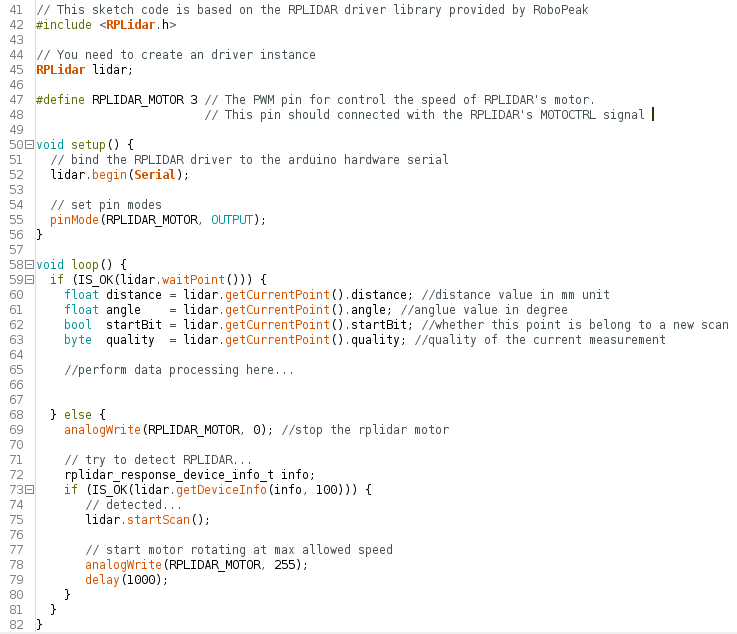 41 // This sketch code is based on the RPLIDAR driver library provided by RoboPeak
42 #include <RPLidar.h>
43
44 // You need to create an driver instance
45 RPLidar lidar;
46
47 #define RPLIDAR_MOTOR 3 // The PWM pin for control the speed of RPLIDAR's motor.
48                         // This pin should connected with the RPLIDAR's MOTOCTRL signal
49
50 void setup() {
51   // bind the RPLIDAR driver to the arduino hardware serial
52   lidar.begin(Serial);
53
54   // set pin modes
55   pinMode(RPLIDAR_MOTOR, OUTPUT);
56 }
57
58 void loop() {
59   if (IS_OK(lidar.waitPoint())) {
60     float distance = lidar.getCurrentPoint().distance; //distance value in mm unit
61     float angle    = lidar.getCurrentPoint().angle; //anglue value in degree
62     bool  startBit = lidar.getCurrentPoint().startBit; //whether this point is belong to a new scan
63     byte  quality  = lidar.getCurrentPoint().quality; //quality of the current measurement
64
65     //perform data processing here...
66
67
68   } else {
69     analogWrite(RPLIDAR_MOTOR, 0); //stop the rplidar motor
70
71     // try to detect RPLIDAR...
72     rplidar_response_device_info_t info;
73     if (IS_OK(lidar.getDeviceInfo(info, 100))) {
74        // detected...
75        lidar.startScan();
76
77        // start motor rotating at max allowed speed
78        analogWrite(RPLIDAR_MOTOR, 255);
79        delay(1000);
80     }
81   }
82 }